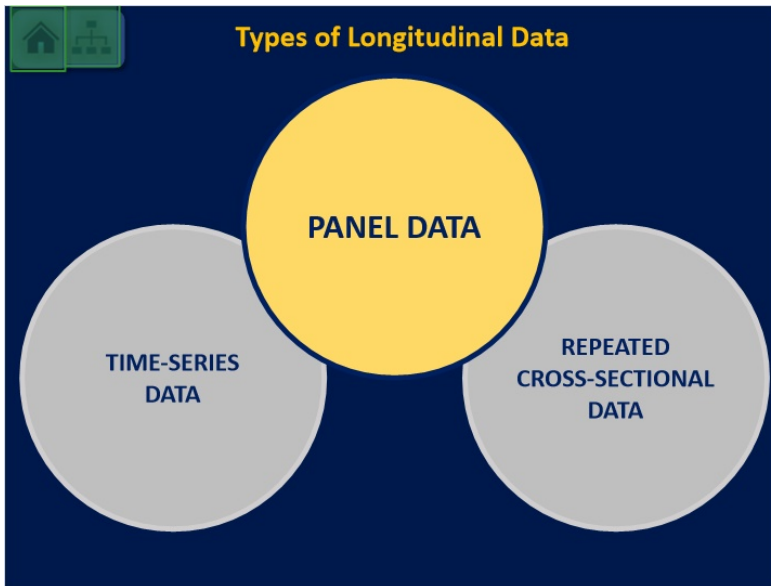 Types of Longitudinal Data
PANEL DATA
TIME-SERIES
DATA
REPEATED
CROSS-SECTIONAL
DATA